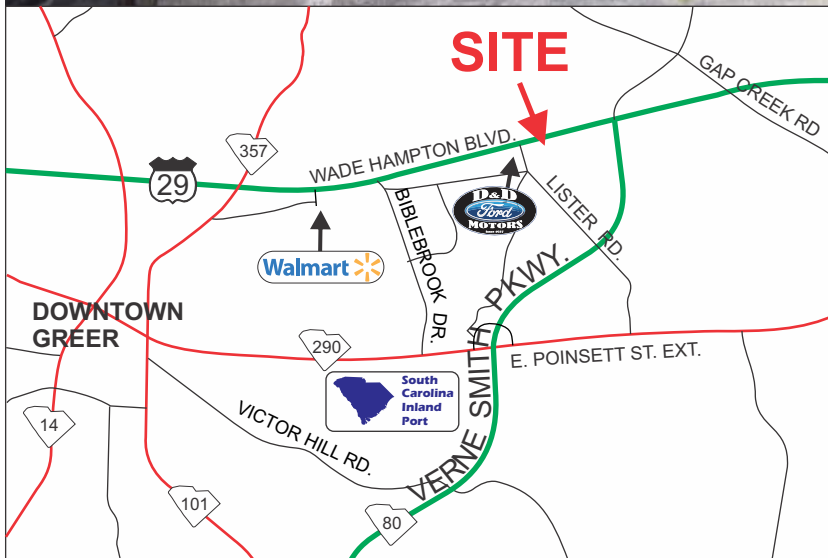 SITE
GAP CREEK RD
357
WADE HAMPTON BLVD.
29
D&D
Ford
MOTORS
LISTER RD.
BIBLEBROOK DR.
Walmart
VERNE SMITH PKWY.
DOWNTOWN
GREER
290
E. POINSETT ST. EXT.
South
Carolina
Inland
Port
VICTOR HILL RD.
14
101
80